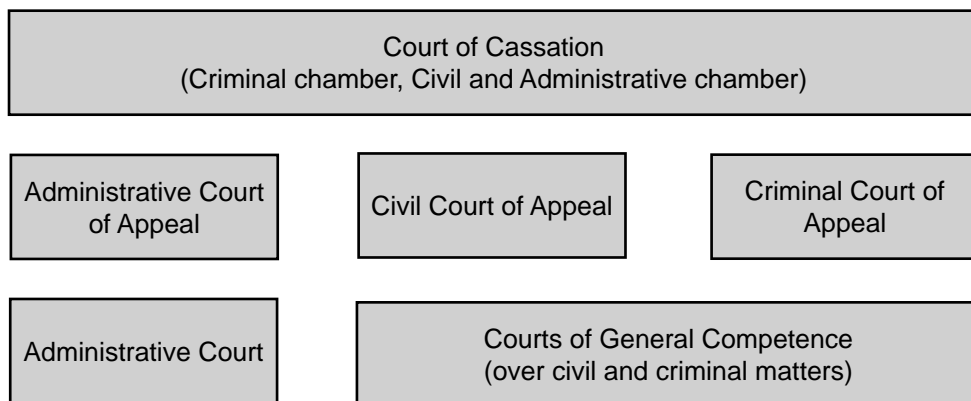 Court of Cassation
(Criminal chamber, Civil and Administrative chamber)
Administrative Court
of Appeal
Civil Court of Appeal
Criminal Court of
Appeal
Administrative Court
Courts of General Competence
(over civil and criminal matters)